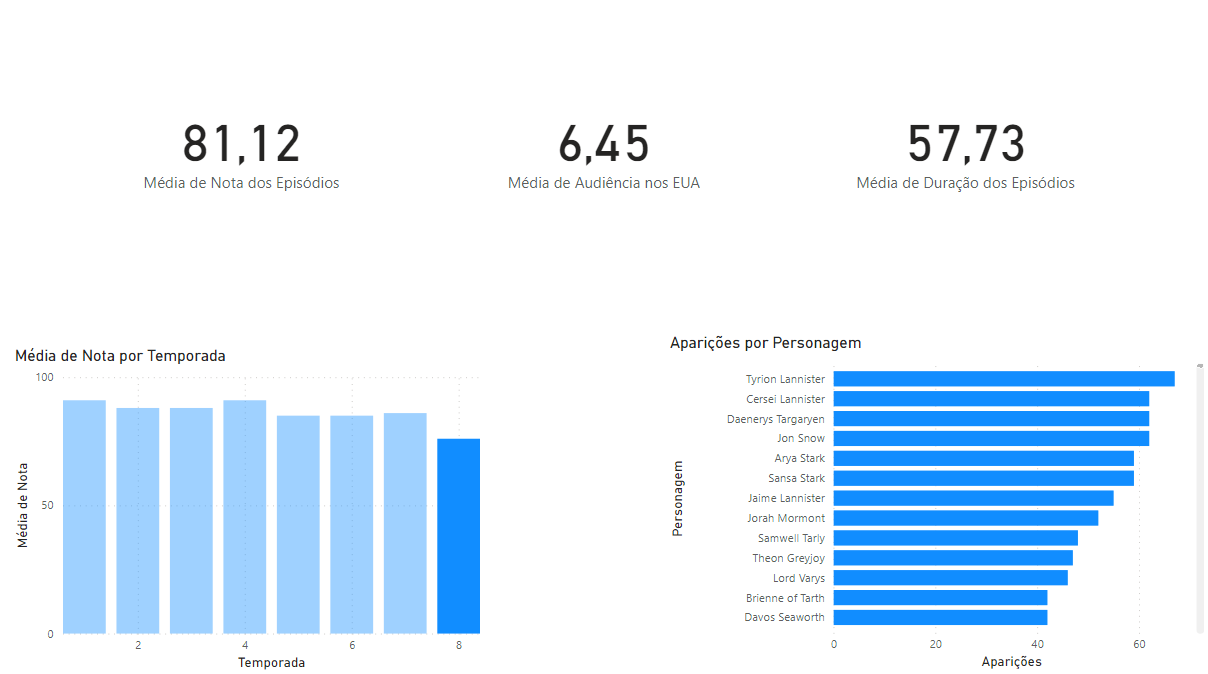 81,12
Média de Nota dos Episódios
6,45
Média de Audiência nos EUA
57,73
Média de Duração dos Episódios
Média de Nota por Temporada
Média de Nota
100
50
0
2
4
6
8
Temporada
Aparições por Personagem
Personagem
Tyrion Lannister
Cersei Lannister
Daenerys Targaryen
Jon Snow
Arya Stark
Sansa Stark
Jaime Lannister
Jorah Mormont
Samwell Tarly
Theon Greyjoy
Lord Varys
Brienne of Tarth
Davos Seaworth
0
20
40
60
Aparições